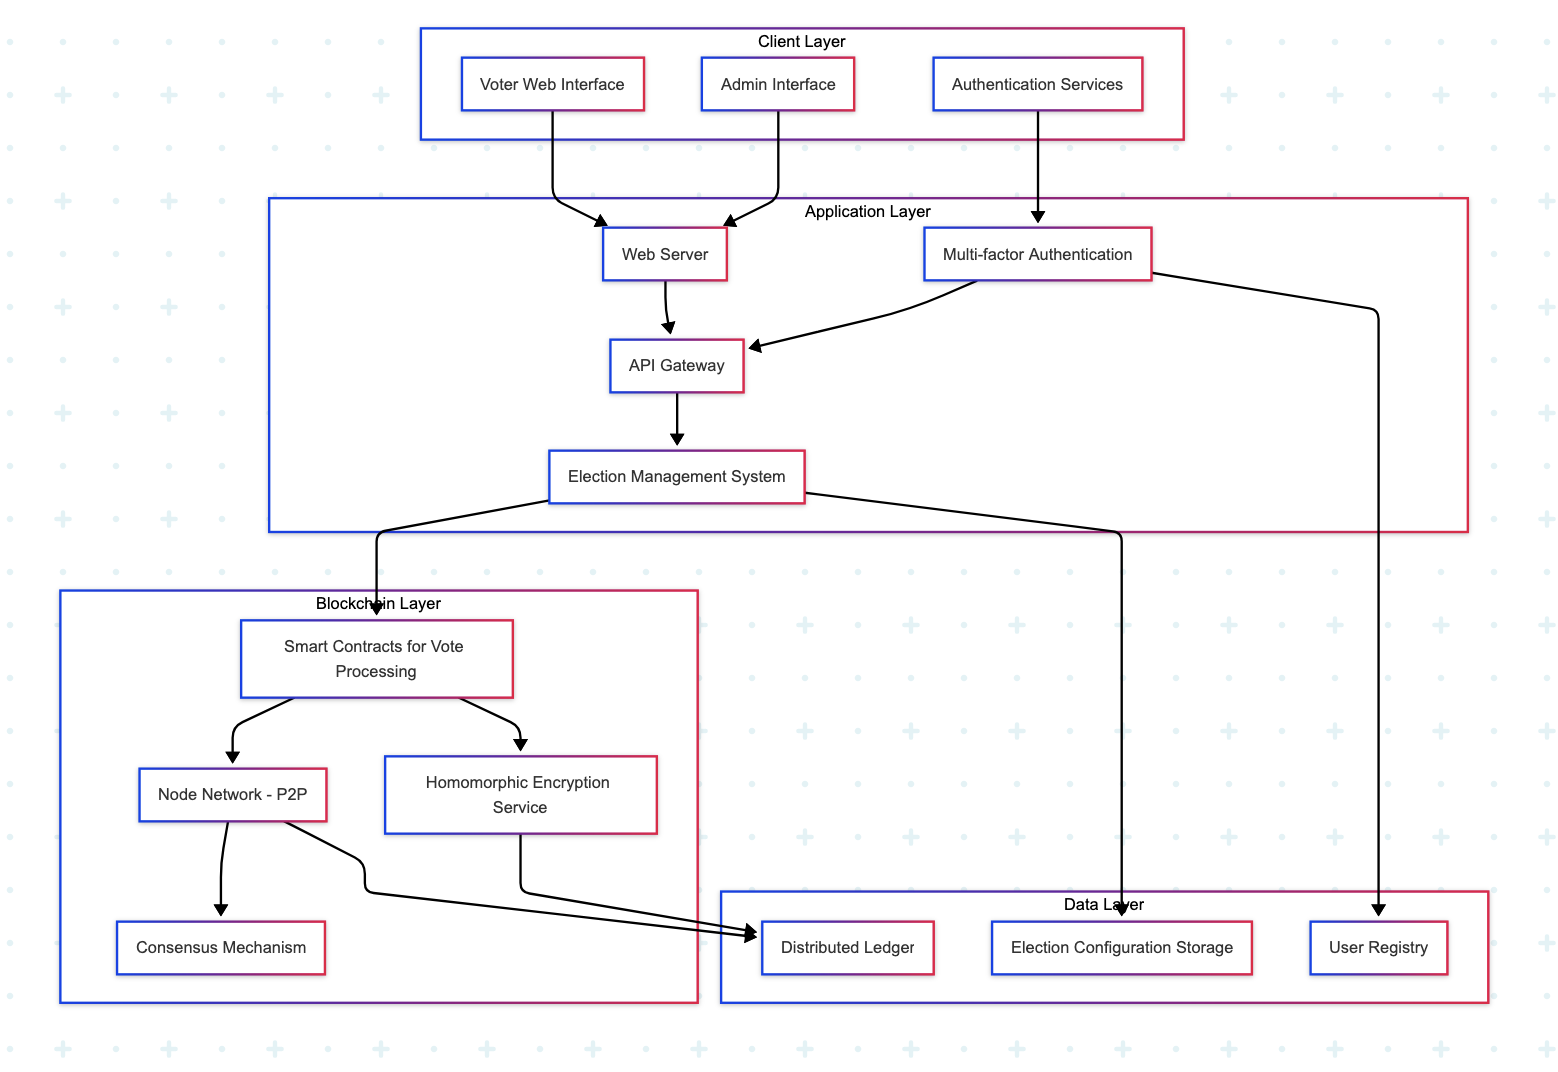 Client Layer
Voter Web Interface
Admin Interface
Authentication Services
Application Layer
Web Server
Multi-factor Authentication
API Gateway
Election Management System
Blockchain Layer
Smart Contracts for Vote
Processing
Node Network - P2P
Homomorphic Encryption
Service
Consensus Mechanism
Data Layer
Distributed Ledger
Election Configuration Storage
User Registry